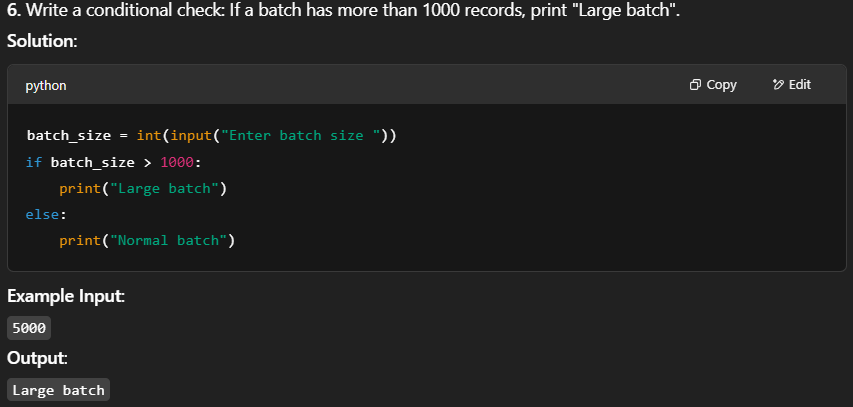 6. Write a conditional check: If a batch has more than 1000 records, print "Large batch".
Solution:
python Copy Edit
batch_size = int(input("Enter batch size "))
if batch_size > 1000:
    print("Large batch")
else:
    print("Normal batch")
Example Input:
5000
Output:
Large batch